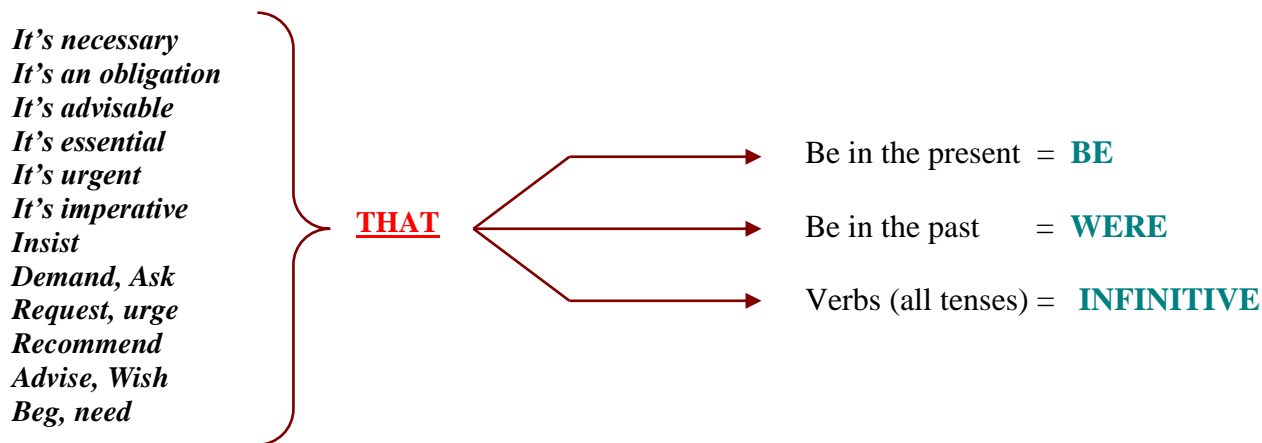 It’s necessary
It’s an obligation
It’s advisable
It’s essential
It’s urgent
It’s imperative
Insist
Demand, Ask
Request, urge
Recommend
Advise, Wish
Beg, need
THAT
Be in the present = BE
Be in the past = WERE
Verbs (all tenses) = INFINITIVE